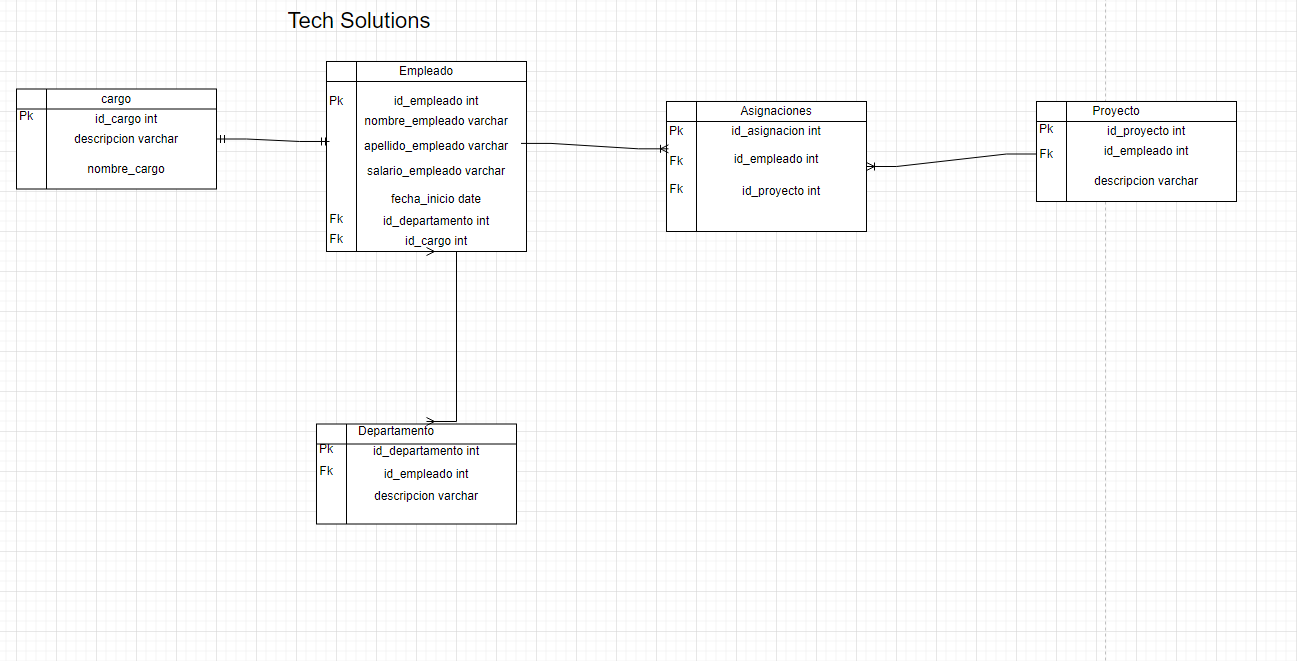 Tech Solutions
cargo
Pk
id_cargo int
descripcion varchar
nombre_cargo
Empleado
Pk
id_empleado int
nombre_empleado varchar
apellido_empleado varchar
salario_empleado varchar
fecha_inicio date
Fk
id_departamento int
Fk
id_cargo int
Asignaciones
Pk
id_asignacion int
Fk
id_empleado int
Fk
id_proyecto int
Proyecto
Pk
id_proyecto int
Fk
id_empleado int
descripcion varchar
Departamento
Pk
id_departamento int
Fk
id_empleado int
descripcion varchar